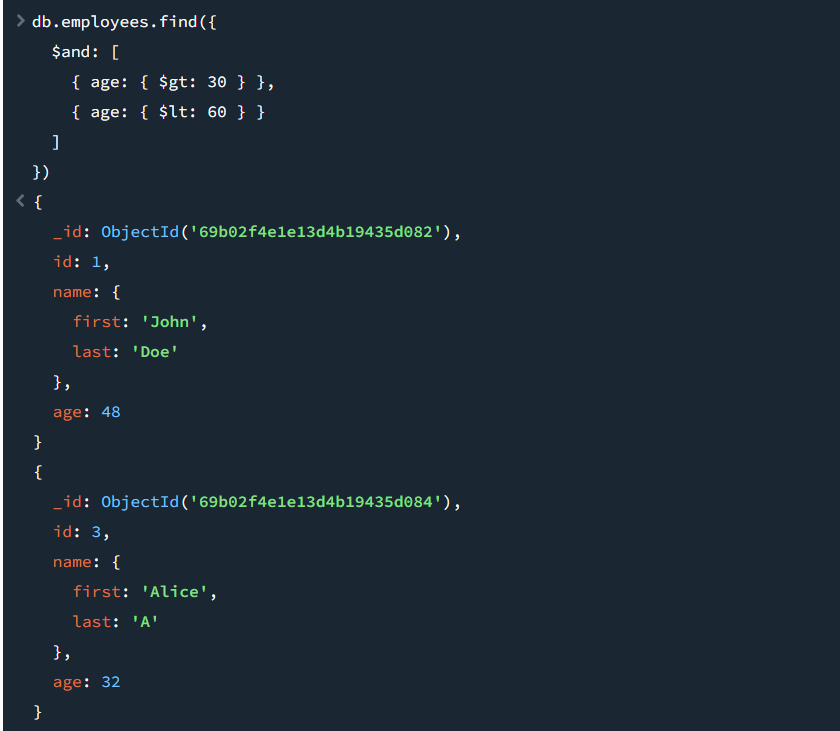 > db.employees.find({
$and: [
{ age: { $gt: 30 } },
{ age: { $lt: 60 } }
]
})
< {
_id: ObjectId('69b02f4e1e13d4b19435d082'),
id: 1,
name: {
first: 'John',
last: 'Doe'
},
age: 48
}
{
_id: ObjectId('69b02f4e1e13d4b19435d084'),
id: 3,
name: {
first: 'Alice',
last: 'A'
},
age: 32
}